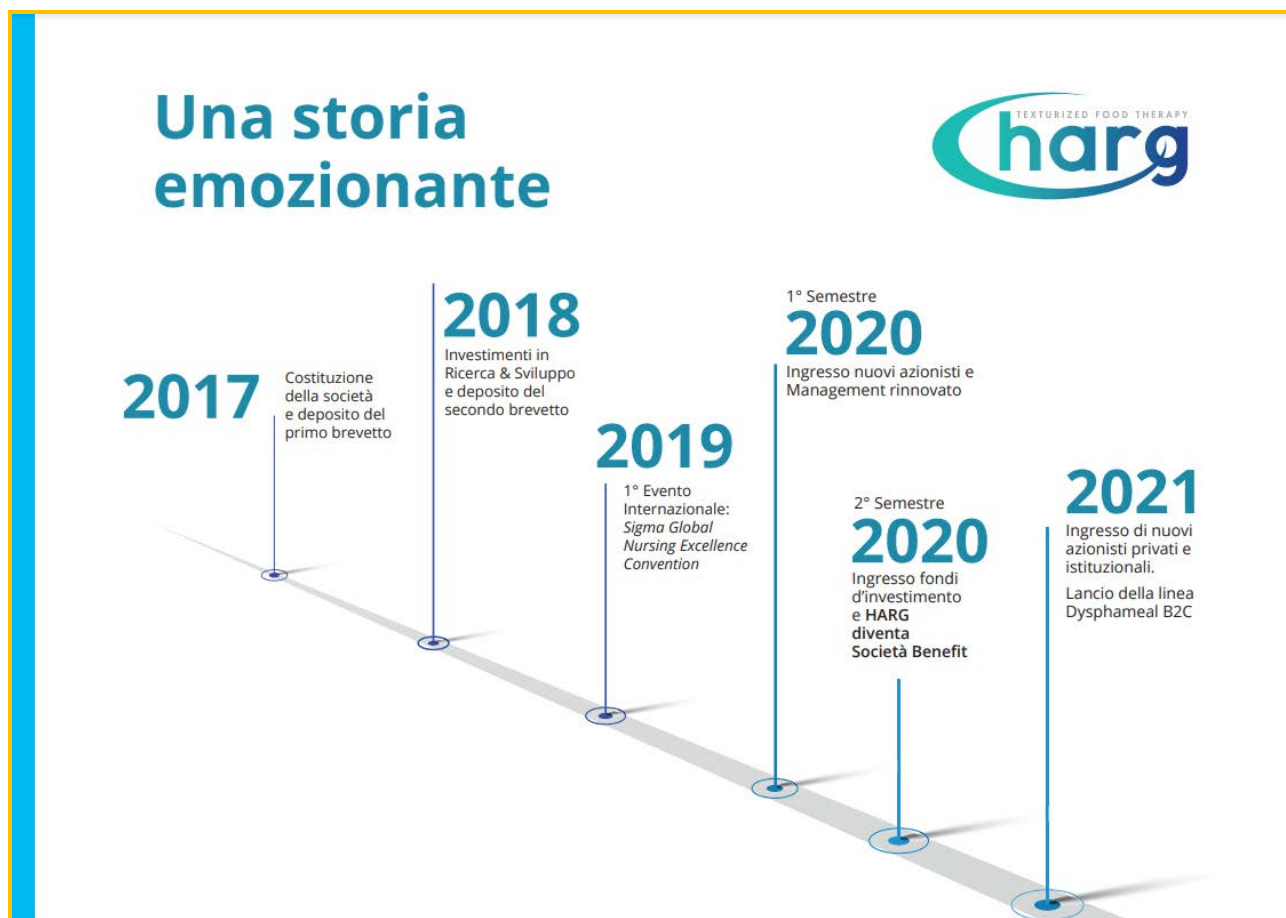 Una storia
emozionante
TEXTURIZED FOOD THERAPY
harg
2017
Costituzione
della società
e deposito del
primo brevetto
2018
Investimenti in
Ricerca & Sviluppo
e deposito del
secondo brevetto
2019
1° Evento
Internazionale:
Sigma Global
Nursing Excellence
Convention
1° Semestre
2020
Ingresso nuovi azionisti e
Management rinnovato
2° Semestre
2020
Ingresso fondi
d'investimento
e HARG
diventa
Società Benefit
2021
Ingresso di nuovi
azionisti privati e
istituzionali.
Lancio della linea
Dysphameal B2C